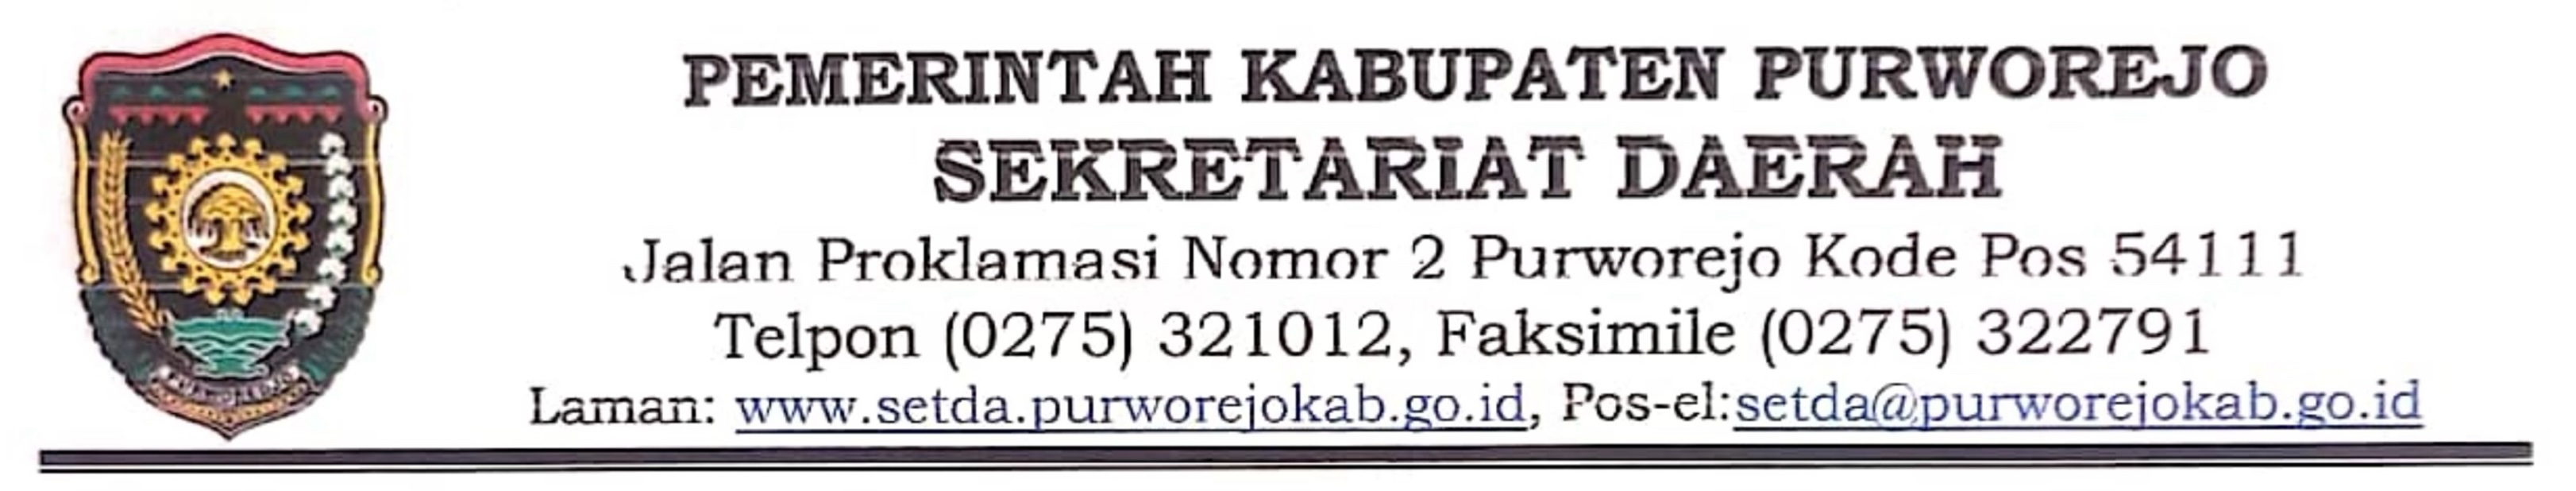 PEMERINTAH KABUPATEN PURWOREJO
SEKRETARIAT DAERAH
Jalan Proklamasi Nomor 2 Purworejo Kode Pos 54111
Telpon (0275) 321012, Faksimile (0275) 322791
Laman: www.setda.purworejokab.go.id, Pos-el:setda@purworejokab.go.id